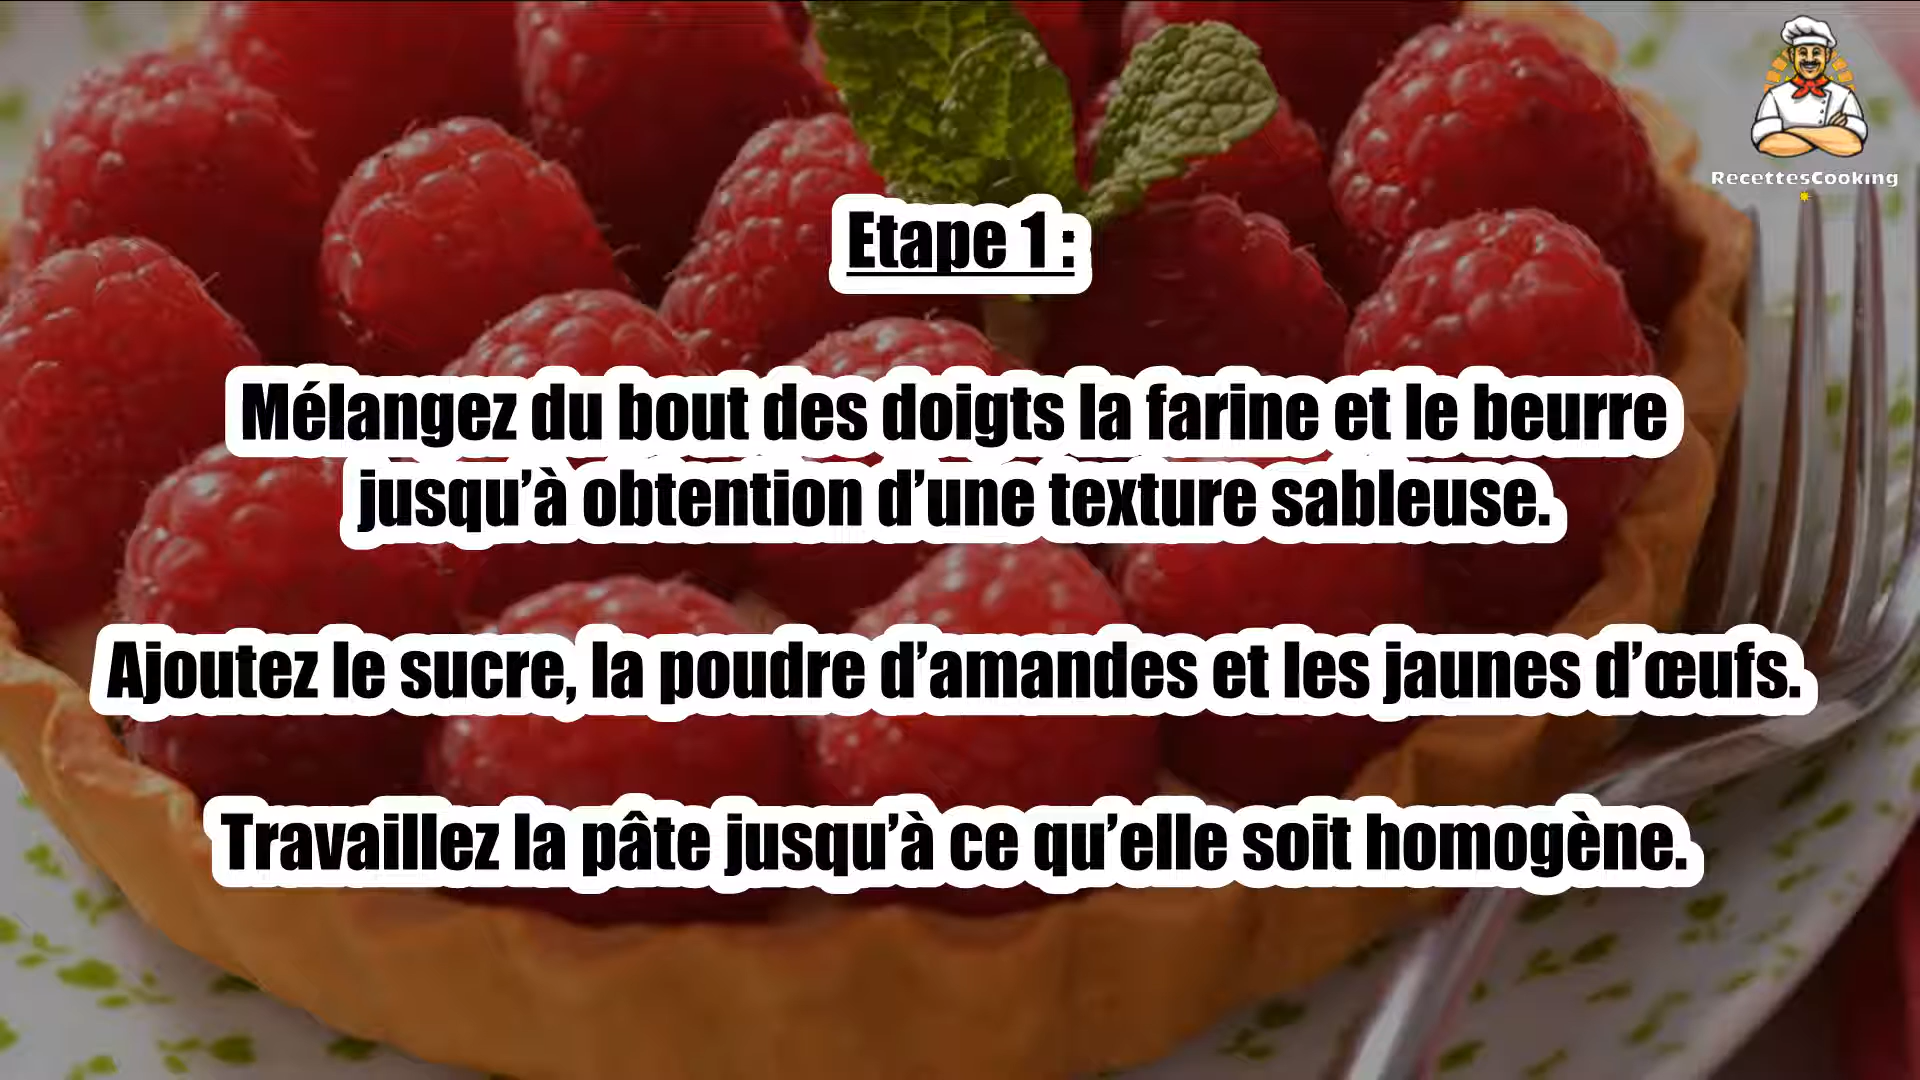 RecettesCooking
Etape 1 :
Mélangez du bout des doigts la farine et le beurre
jusqu’à obtention d’une texture sableuse.
Ajoutez le sucre, la poudre d’amandes et les jaunes d’œufs.
Travaillez la pâte jusqu’à ce qu’elle soit homogène.